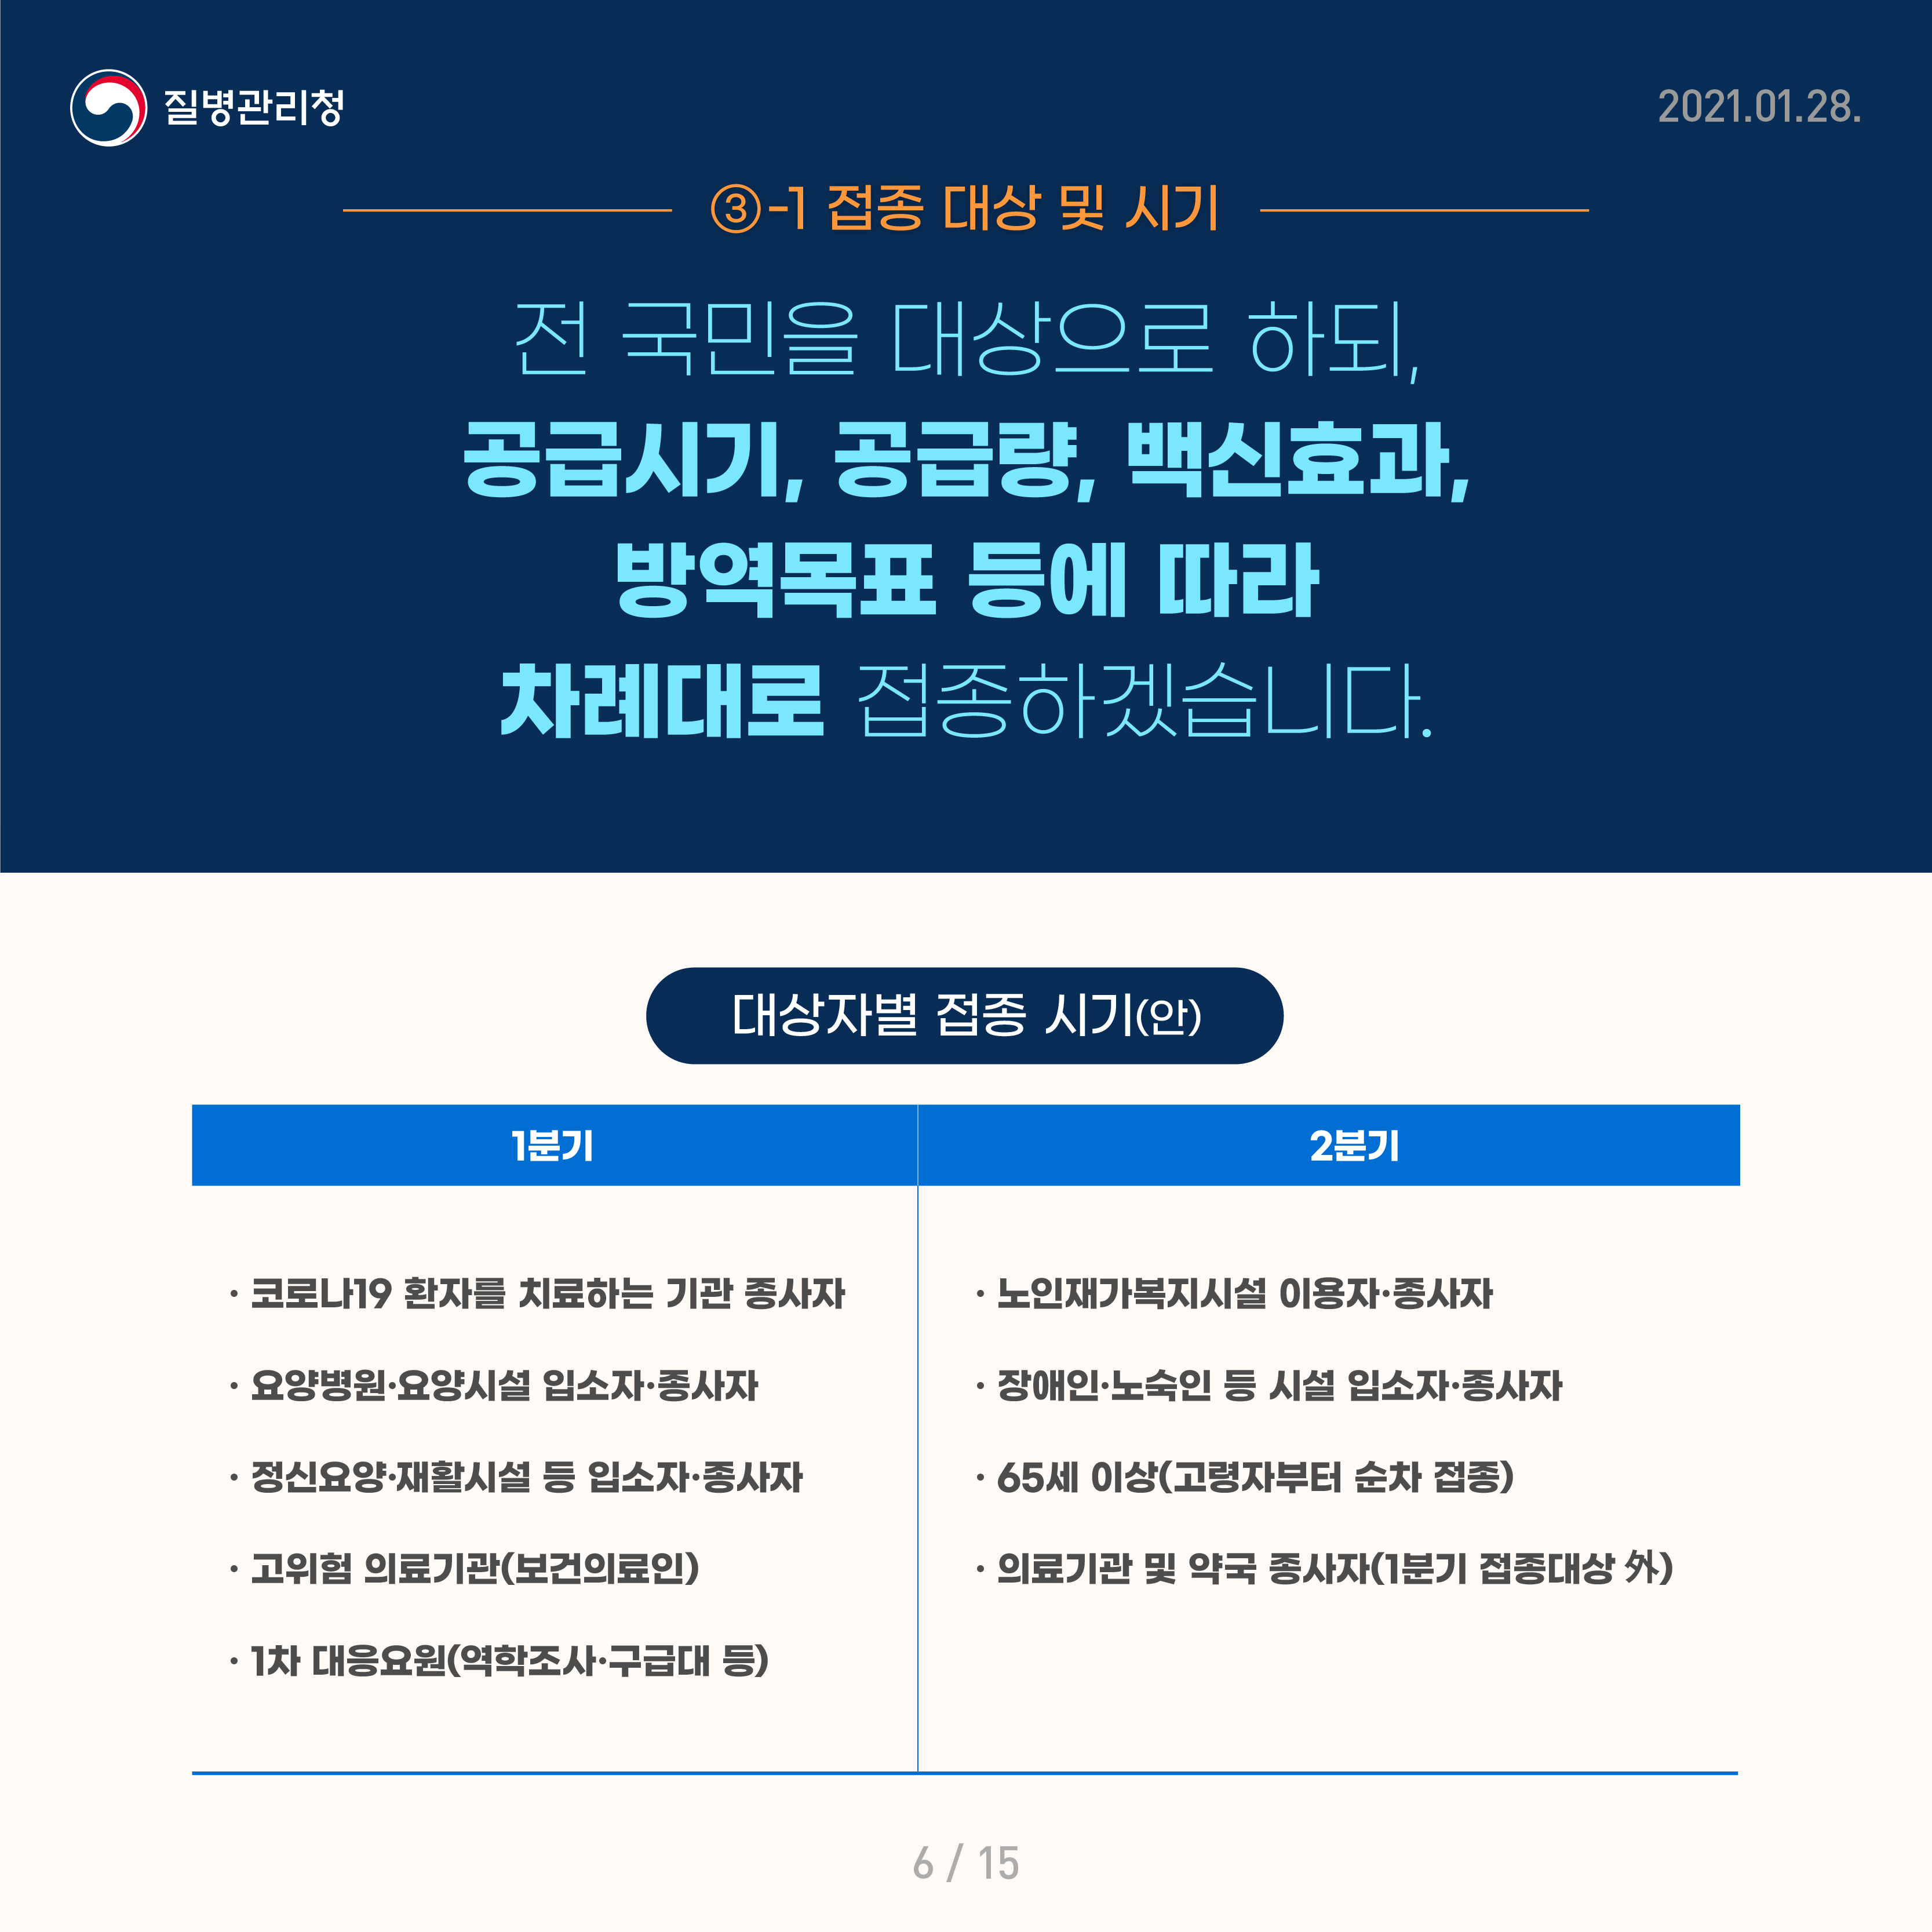 질병관리청
2021.01.28.
③-1 접종 대상 및 시기
전 국민을 대상으로 하되,
공급시기, 공급량, 백신효과,
방역목표 등에 따라
차례대로 접종하겠습니다.
대상자별 접종 시기(안)
1분기
· 코로나19 환자를 치료하는 기관 종사자
· 요양병원·요양시설 입소자·종사자
· 정신요양·재활시설 등 입소자·종사자
· 고위험 의료기관(보건의료인)
· 1차 대응요원(역학조사·구급대 등)
2분기
· 노인재가복지시설 이용자·종사자
· 장애인·노숙인 등 시설 입소자·종사자
· 65세 이상(고령자부터 순차 접종)
· 의료기관 및 약국 종사자(1분기 접종대상 外)
6 / 15